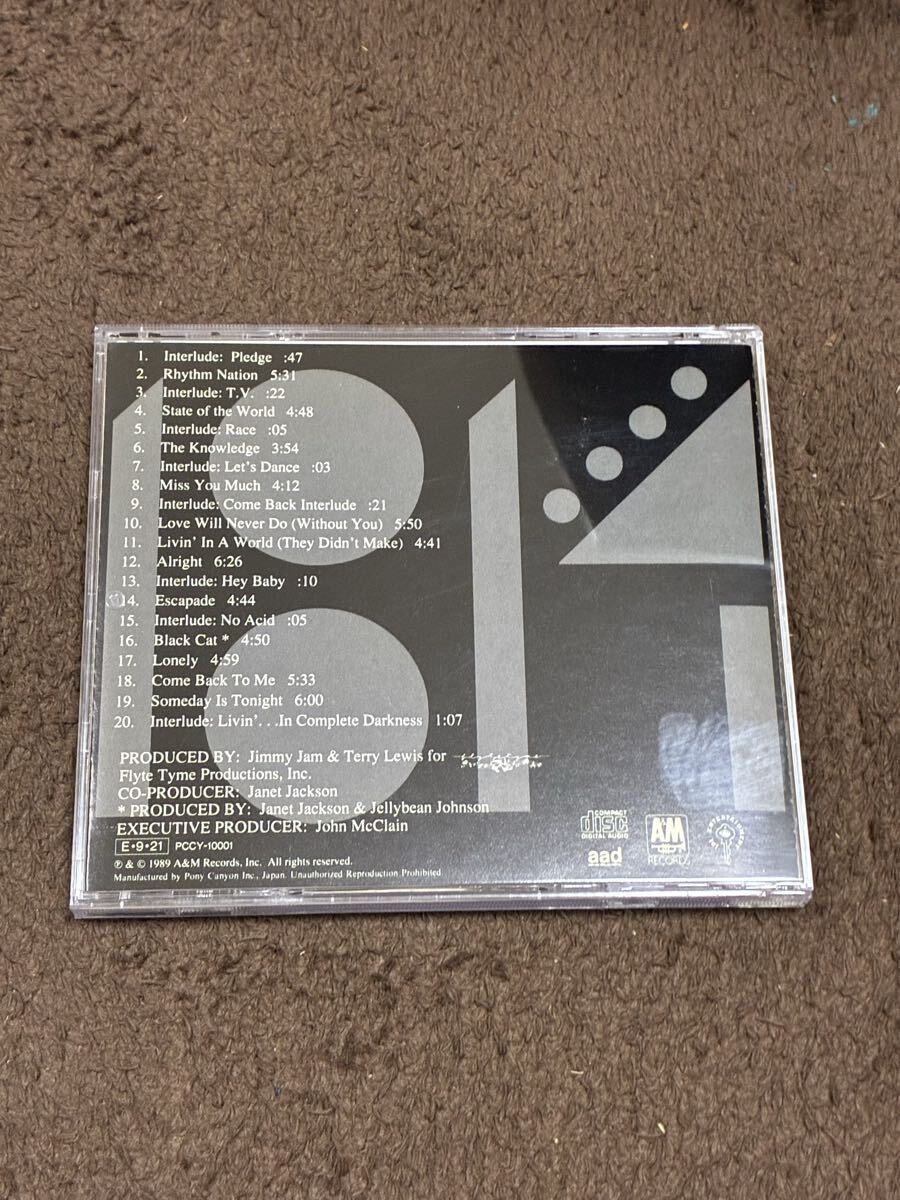 1. Interlude: Pledge :47
2. Rhythm Nation 5:31
3. Interlude: T.V. :22
4. State of the World 4:48
5. Interlude: Race :05
6. The Knowledge 3:54
7. Interlude: Let's Dance :03
8. Miss You Much 4:12
9. Interlude: Come Back Interlude :21
10. Love Will Never Do (Without You) 5:50
11. Livin' In A World (They Didn't Make) 4:41
12. Alright 6:26
13. Interlude: Hey Baby :10
14. Escapade 4:44
15. Interlude: No Acid :05
16. Black Cat * 4:50
17. Lonely 4:59
18. Come Back To Me 5:33
19. Someday Is Tonight 6:00
20. Interlude: Livin'...In Complete Darkness 1:07
PRODUCED BY: Jimmy Jam & Terry Lewis for
Flyte Tyme Productions, Inc.
CO-PRODUCER: Janet Jackson
* PRODUCED BY: Janet Jackson & Jellybean Johnson
EXECUTIVE PRODUCER: John McClain
E•9•21 PCCY-10001
℗ & © 1989 A&M Records, Inc. All rights reserved.
Manufactured by Pony Canyon Inc., Japan. Unauthorized Reproduction Prohibited
COMPACT
disc
DIGITAL AUDIO
aad
A&M
RECORDS
1814